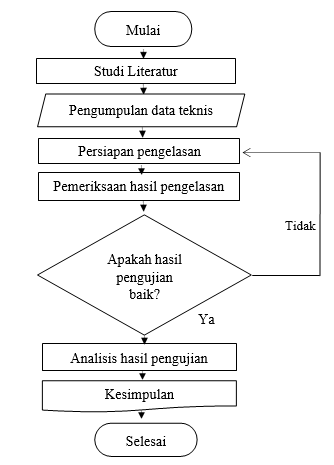 Mulai
Studi Literatur
Pengumpulan data teknis
Persiapan pengelasan
Pemeriksaan hasil pengelasan
Tidak
Apakah hasil
pengujian
baik?
Ya
Analisis hasil pengujian
Kesimpulan
Selesai